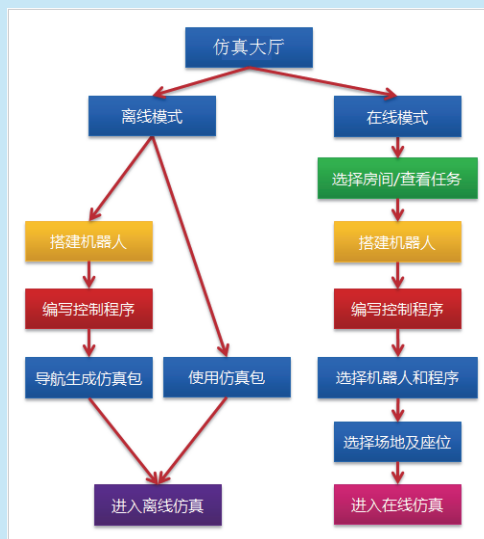 仿真大厅
离线模式
在线模式
选择房间/查看任务
搭建机器人
搭建机器人
编写控制程序
编写控制程序
导航生成仿真包
使用仿真包
选择机器人和程序
选择场地及座位
进入离线仿真
进入在线仿真